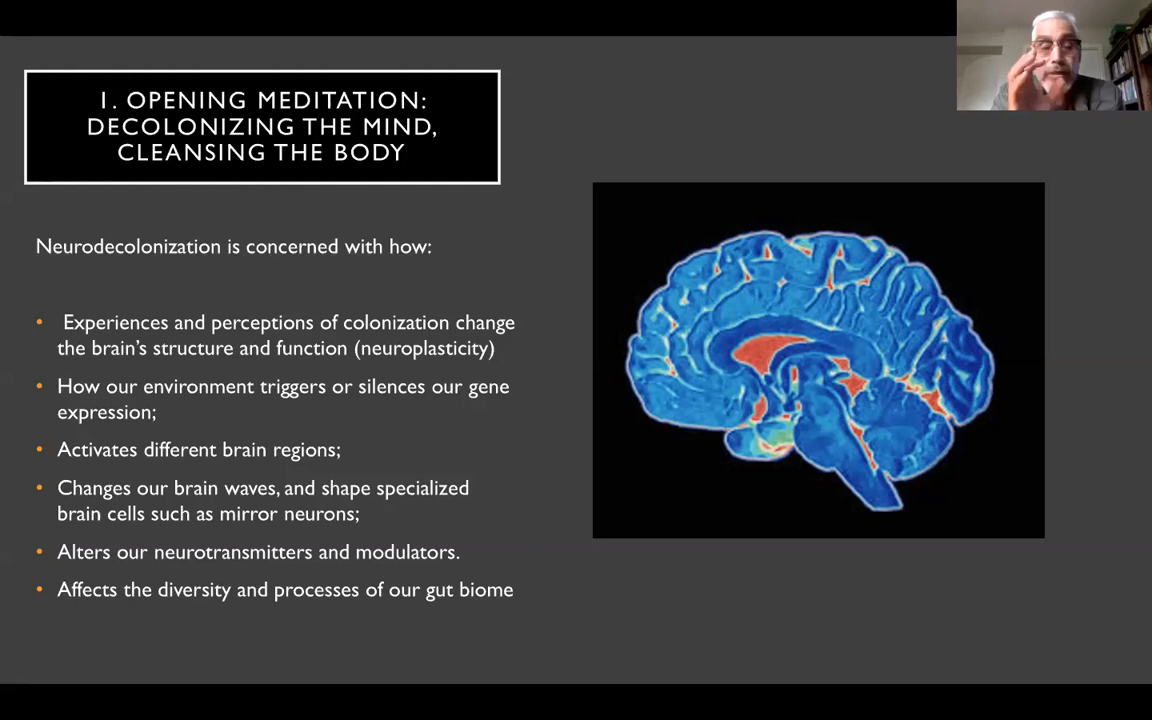 1. OPENING MEDITATION:
DECOLONIZING THE MIND,
CLEANSING THE BODY
Neurodecolonization is concerned with how:
• Experiences and perceptions of colonization change
the brain's structure and function (neuroplasticity)
• How our environment triggers or silences our gene
expression;
• Activates different brain regions;
• Changes our brain waves, and shape specialized
brain cells such as mirror neurons;
• Alters our neurotransmitters and modulators.
• Affects the diversity and processes of our gut biome